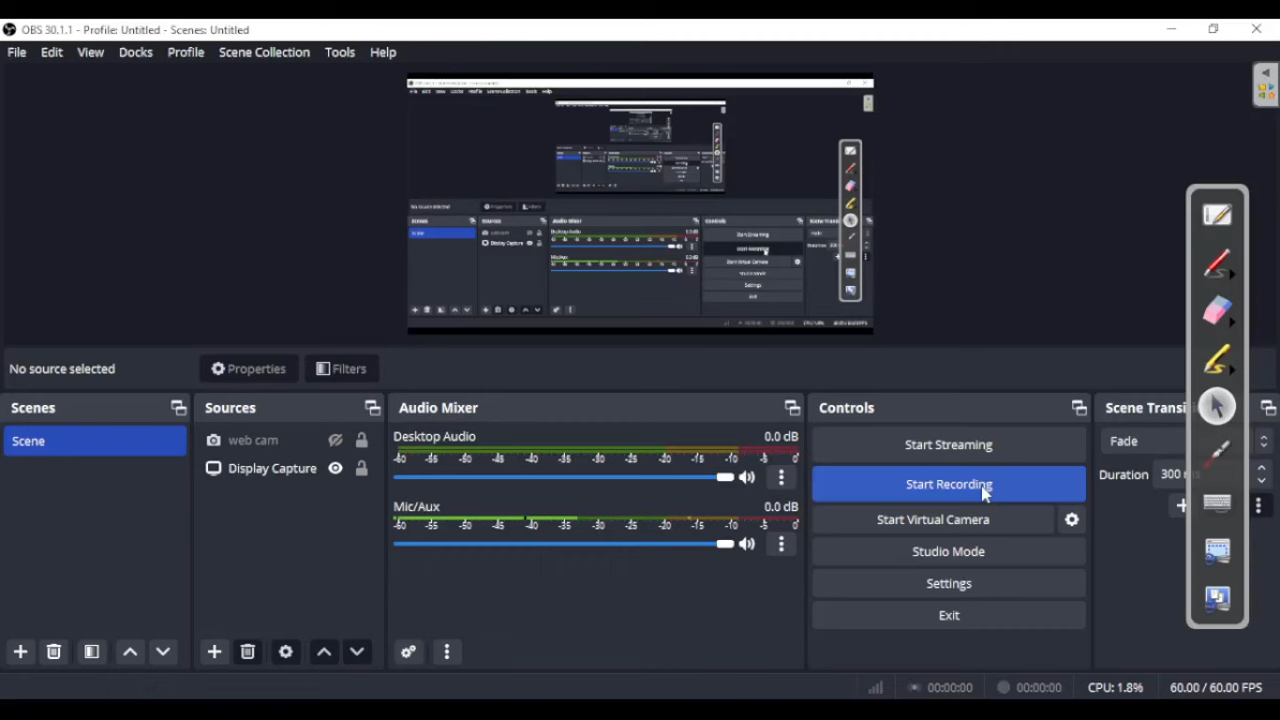 OBS 30.1.1 - Profile: Untitled - Scenes: Untitled
File Edit View Docks Profile Scene Collection Tools Help
No source selected Properties Filters
Scenes
Scene
Sources
web cam
Display Capture
Audio Mixer
Desktop Audio 0.0 dB
-60 -55 -50 -45 -40 -35 -30 -25 -20 -15 -10 -5 0
Mic/Aux 0.0 dB
-60 -55 -50 -45 -40 -35 -30 -25 -20 -15 -10 -5 0
Controls
Start Streaming
Start Recording
Start Virtual Camera
Studio Mode
Settings
Exit
Scene
Fade
Duration 300
00:00:00 00:00:00 CPU: 1.8% 60.00 / 60.00 FPS